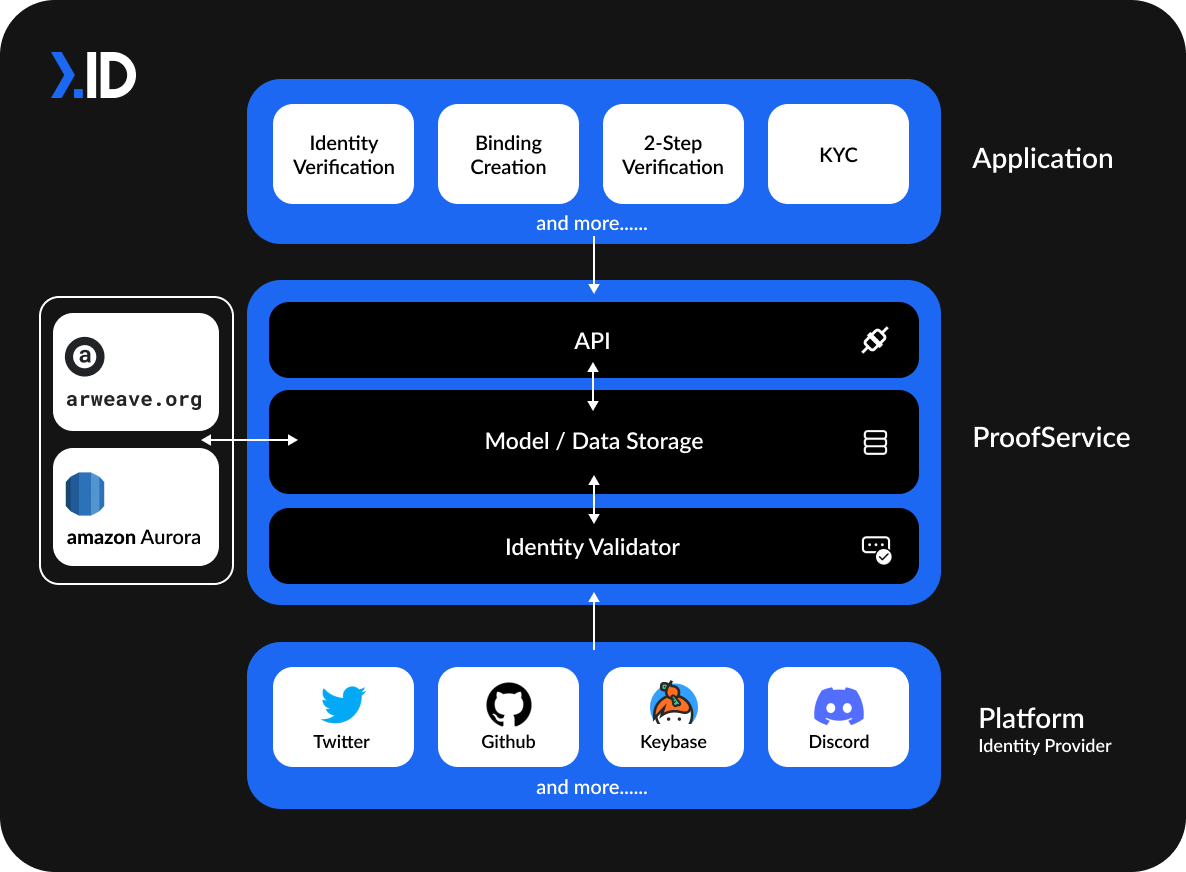 .ID
Identity
Verification
Binding
Creation
2-Step
Verification
KYC
and more......
Application
API
Model / Data Storage
Identity Validator
ProofService
a
arweave.org
amazon Aurora
Twitter
Github
Keybase
Discord
and more......
Platform
Identity Provider